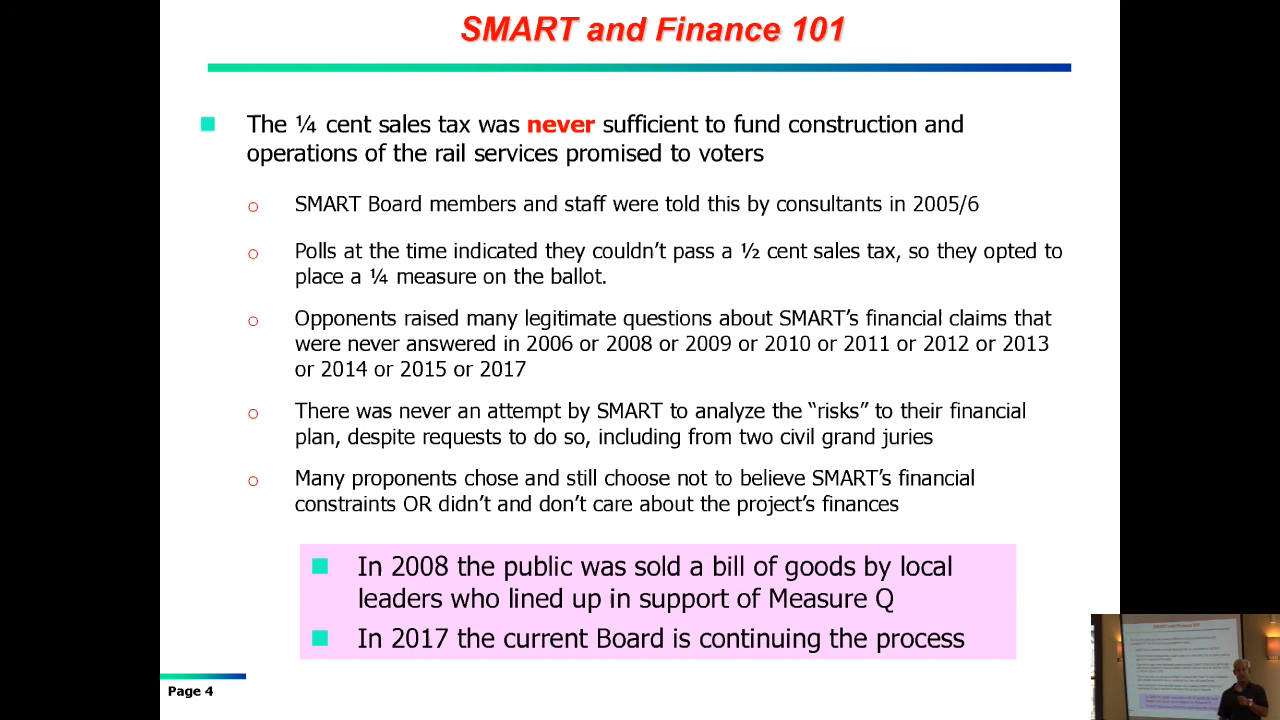 SMART and Finance 101
The ¼ cent sales tax was never sufficient to fund construction and
operations of the rail services promised to voters
SMART Board members and staff were told this by consultants in 2005/6
Polls at the time indicated they couldn't pass a ½ cent sales tax, so they opted to
place a ¼ measure on the ballot.
Opponents raised many legitimate questions about SMART's financial claims that
were never answered in 2006 or 2008 or 2009 or 2010 or 2011 or 2012 or 2013
or 2014 or 2015 or 2017
There was never an attempt by SMART to analyze the “risks” to their financial
plan, despite requests to do so, including from two civil grand juries
Many proponents chose and still choose not to believe SMART's financial
constraints OR didn't and don't care about the project's finances
In 2008 the public was sold a bill of goods by local
leaders who lined up in support of Measure Q
In 2017 the current Board is continuing the process
Page 4
SMART and Finance 101